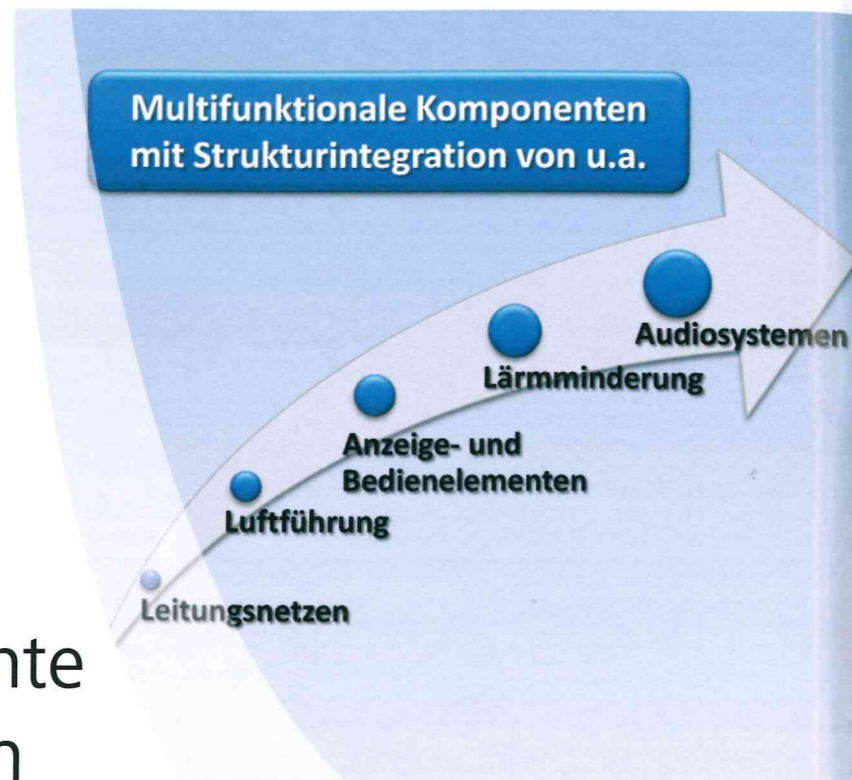 Multifunktionale Komponenten
mit Strukturintegration von u.a.
Audiosystemen
Lärmminderung
Anzeige- und
Bedienelementen
Luftführung
Leitungsnetzen